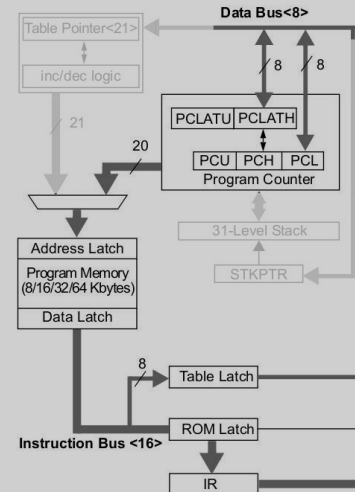 Data Bus<8>
Table Pointer<21>
inc/dec logic
8
8
21
PCLATU PCLATH
20
PCU PCH PCL
Program Counter
31-Level Stack
STKPTR
Address Latch
Program Memory
(8/16/32/64 Kbytes)
Data Latch
8
Table Latch
Instruction Bus <16>
ROM Latch
IR